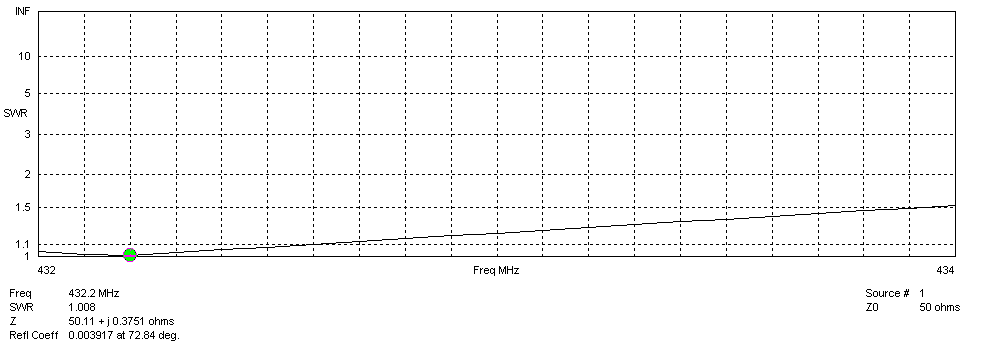 INF
10
5
SWR
3
2
1.5
1.1
1
432 Freq MHz 434
Freq 432.2 MHz Source # 1
SWR 1.008 Z0 50 ohms
Z 50.11 + j 0.3751 ohms
Refl Coeff 0.003917 at 72.84 deg.